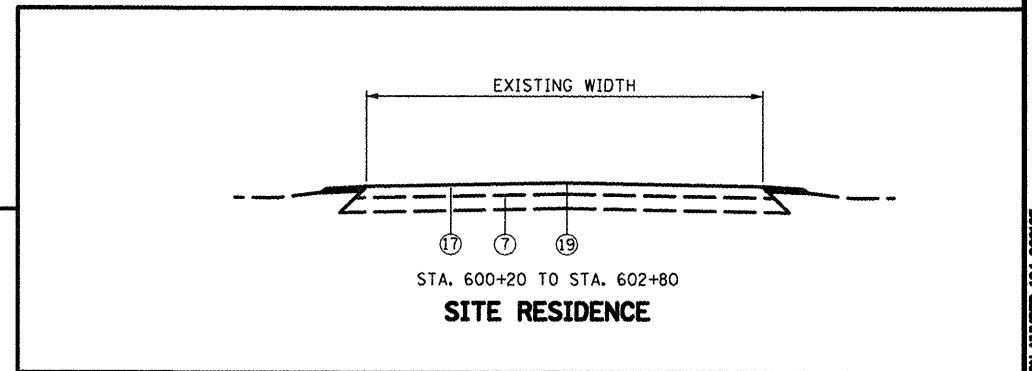 EXISTING WIDTH
17 7 19
STA. 600+20 TO STA. 602+80
SITE RESIDENCE